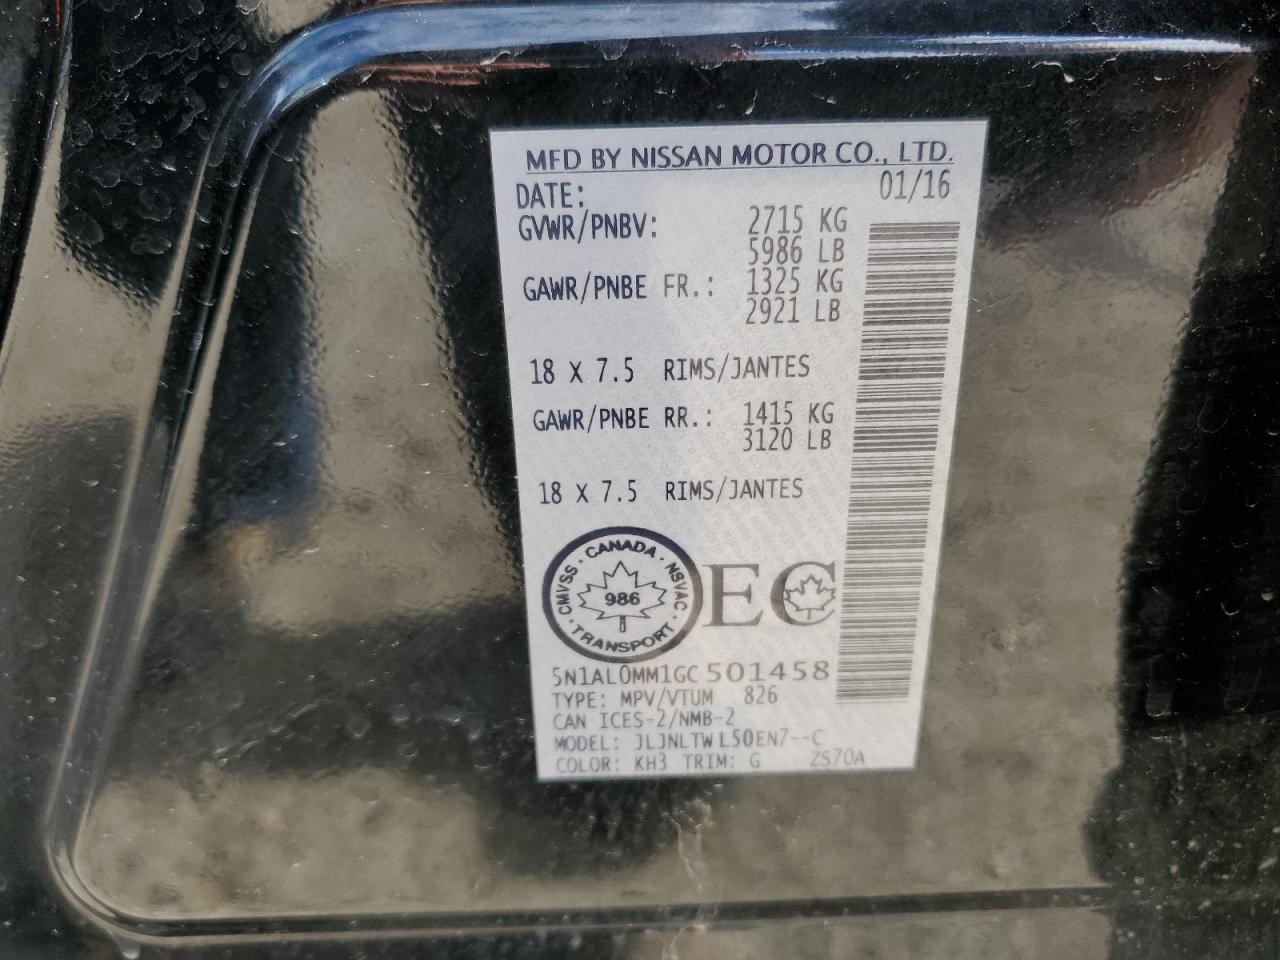 MFD BY NISSAN MOTOR CO., LTD.
DATE: 01/16
GVWR/PNBV: 2715 KG
5986 LB
GAWR/PNBE FR.: 1325 KG
2921 LB
18 X 7.5 RIMS/JANTES
GAWR/PNBE RR.: 1415 KG
3120 LB
18 X 7.5 RIMS/JANTES
CMVSS · CANADA · NSVAC · TRANSPORT ·
986
EC
5N1AL0MM1GC501458
TYPE: MPV/VTUM 826
CAN ICES-2/NMB-2
MODEL: JLJNLTWL50EN7--C
COLOR: KH3 TRIM: G ZS70A